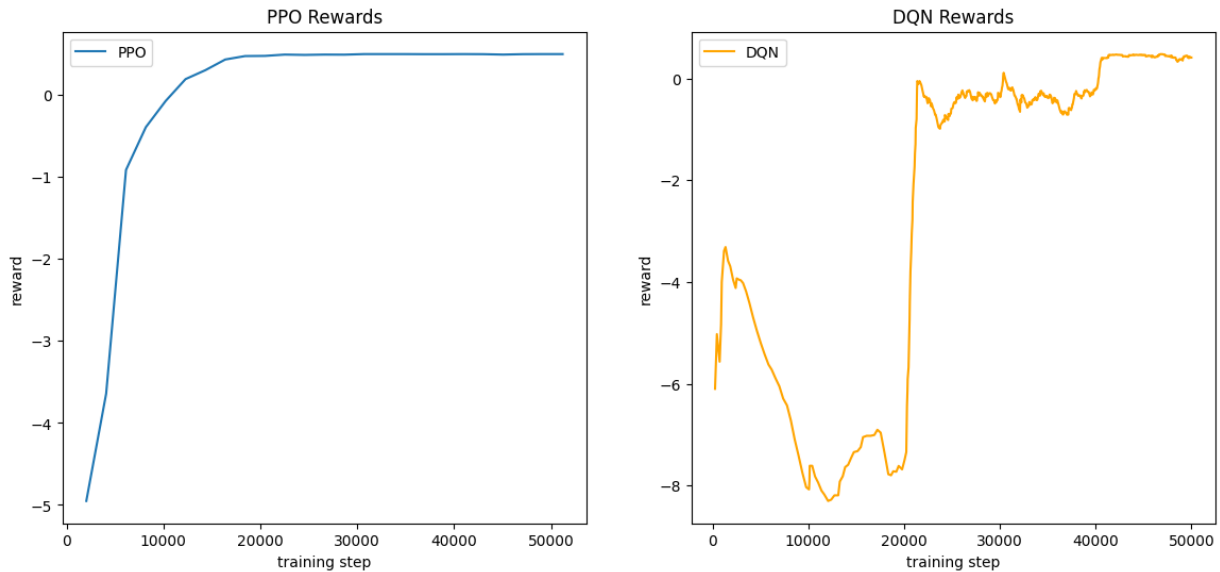 PPO Rewards
PPO
0
−1
−2
−3
−4
−5
reward
0
10000
20000
30000
40000
50000
training step
DQN Rewards
DQN
0
−2
−4
−6
−8
reward
0
10000
20000
30000
40000
50000
training step